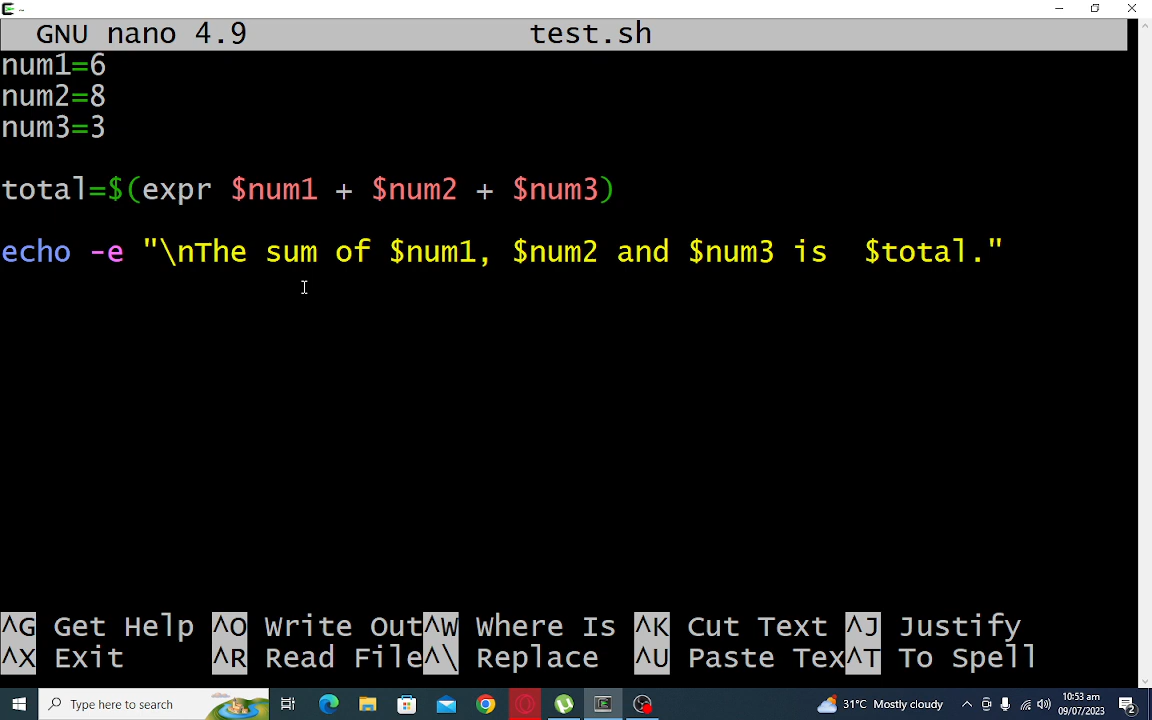 ~
GNU nano 4.9 test.sh
num1=6
num2=8
num3=3
total=$(expr $num1 + $num2 + $num3)
echo -e "\nThe sum of $num1, $num2 and $num3 is  $total."
^G Get Help ^O Write Out ^W Where Is ^K Cut Text ^J Justify
^X Exit ^R Read File ^\ Replace ^U Paste Tex ^T To Spell
Type here to search 31°C Mostly cloudy 10:53 am
09/07/2023 2